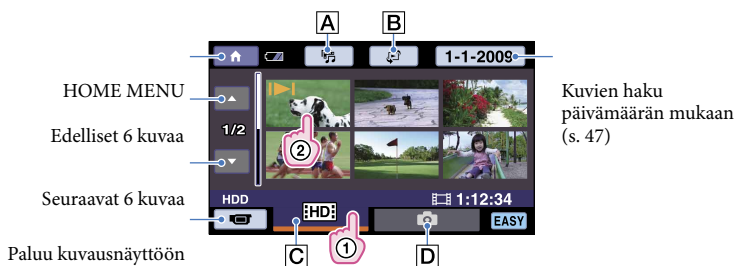 A
B
1-1-2009
HOME MENU
Edelliset 6 kuvaa
Seuraavat 6 kuvaa
Paluu kuvausnäyttöön
1/2
②
HDD
1:12:34
HD
①
EASY
C
D
Kuvien haku
päivämäärän mukaan
(s. 47)